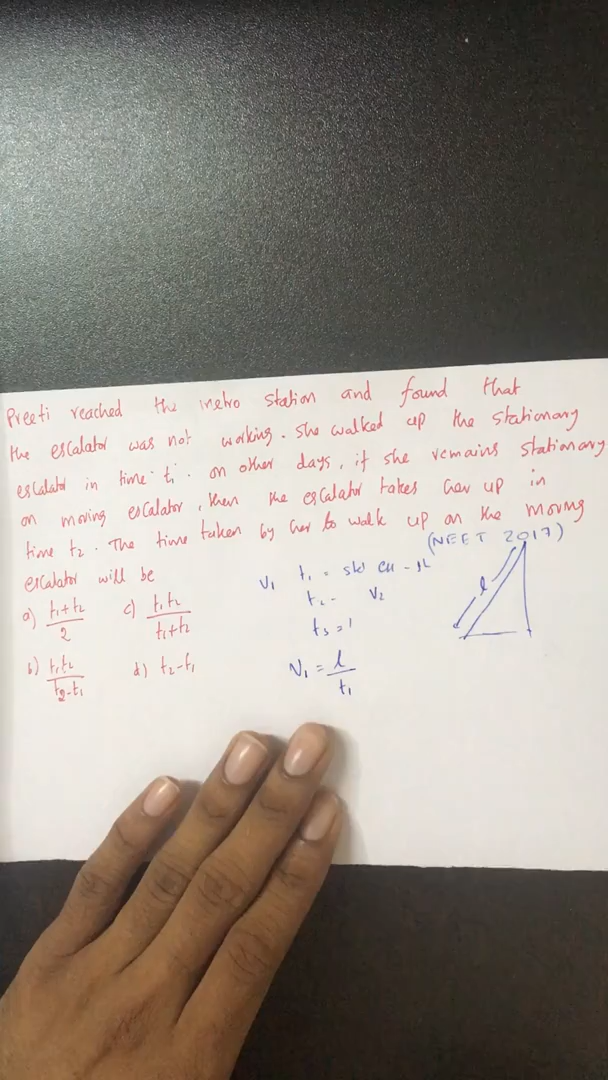 Preeti reached the metro station and found that
the escalator was not working. She walked up the stationary
escalator in time t₁. on other days, if she remains stationary
on moving escalator, then the escalator takes her up in
time t₂. The time taken by her to walk up on the moving
escalator will be
(NEET 2017)
a) t₁+t₂/2 c) t₁t₂/t₁+t₂
b) t₁t₂/t₂-t₁ d) t₂-t₁
V₁ t₁ =
t₂ - V₂
t₃ = 1
V₁ = l/t₁
l